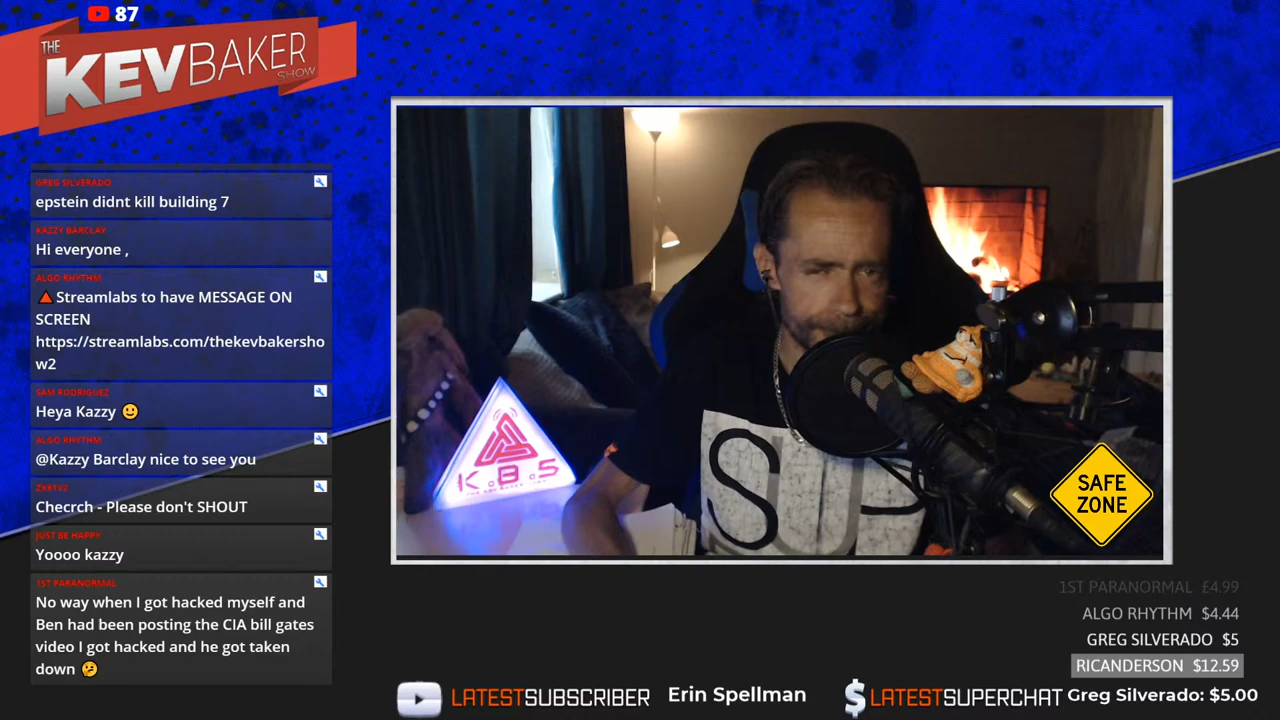 87
THE
KEVBAKER
SHOW
GREG SILVERADO
epstein didnt kill building 7
KAZZY BARCLAY
Hi everyone ,
ALGO RHYTHM
🔺Streamlabs to have MESSAGE ON
SCREEN
https://streamlabs.com/thekevbakersho
w2
SAM RODRIGUEZ
Heya Kazzy 🙂
ALGO RHYTHM
@Kazzy Barclay nice to see you
ZX81V2
Checrch - Please don't SHOUT
JUST BE HAPPY
Yoooo kazzy
1ST PARANORMAL
No way when I got hacked myself and
Ben had been posting the CIA bill gates
video I got hacked and he got taken
down 🤔
K.B.S
SAFE
ZONE
1ST PARANORMAL £4.99
ALGO RHYTHM $4.44
GREG SILVERADO $5
RICANDERSON $12.59
LATESTSUBSCRIBER Erin Spellman
$ LATESTSUPERCHAT Greg Silverado: $5.00